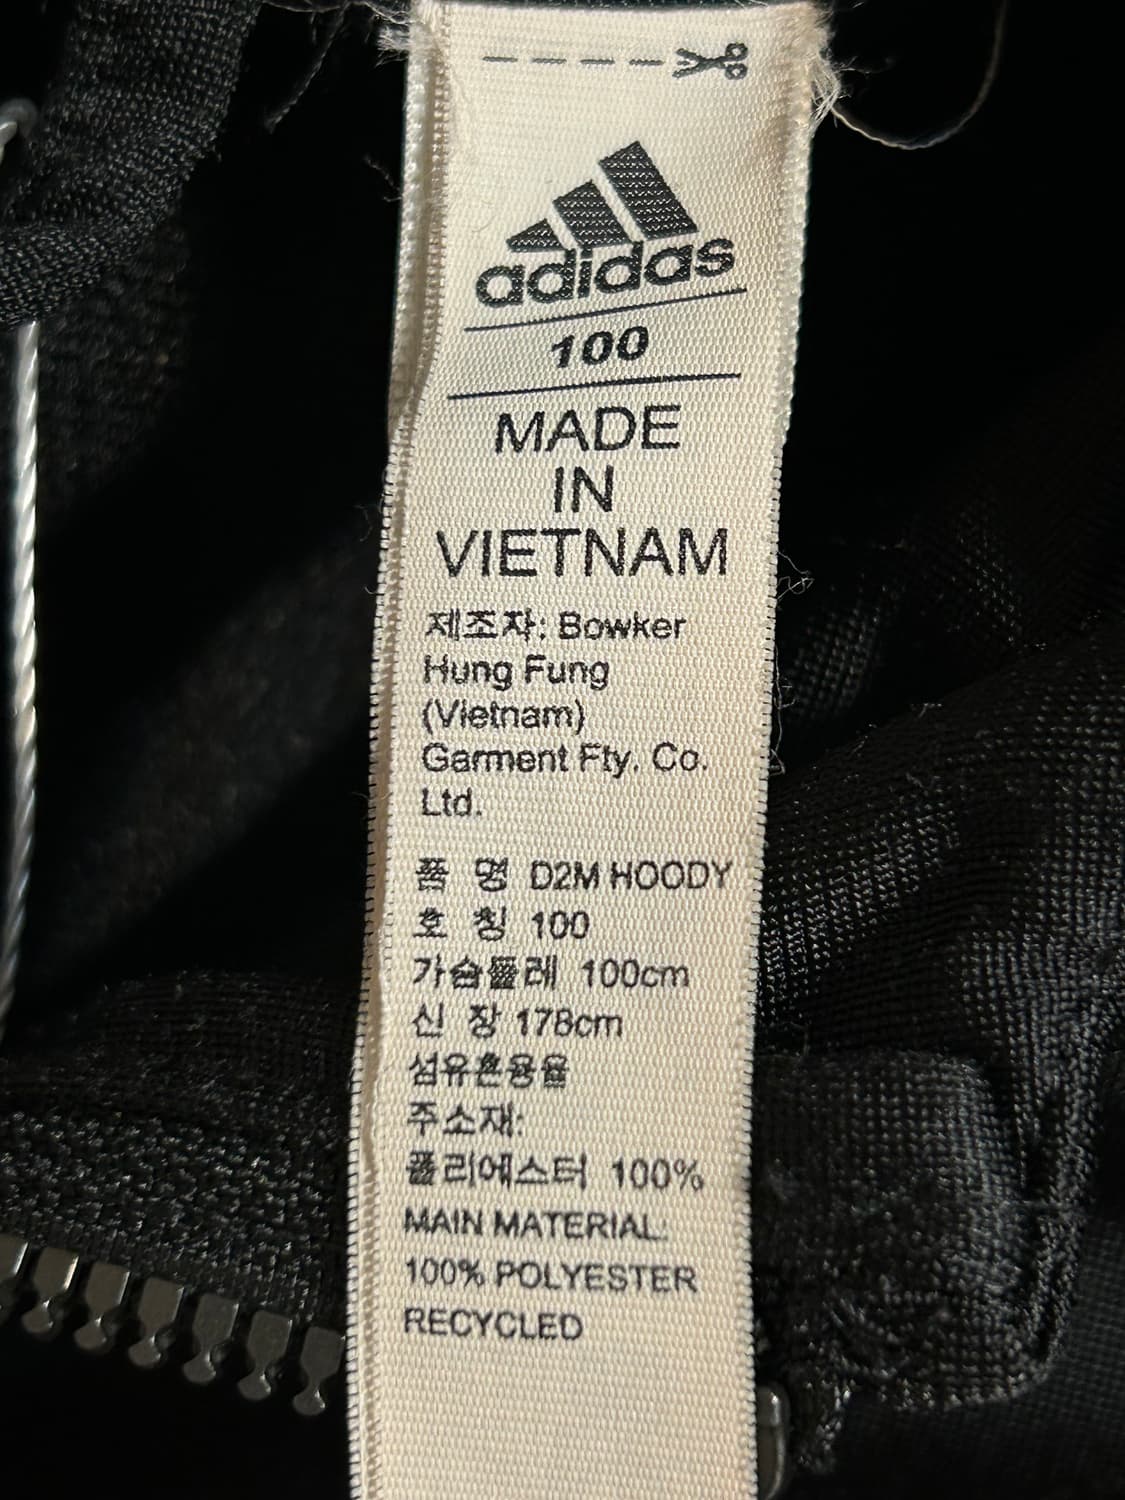 adidas
100
MADE
IN
VIETNAM
제조자: Bowker
Hung Fung
(Vietnam)
Garment Fty. Co.
Ltd.
품 명 D2M HOODY
호 칭 100
가슴둘레 100cm
신 장 178cm
섬유혼용율
주소재:
폴리에스터 100%
MAIN MATERIAL:
100% POLYESTER
RECYCLED